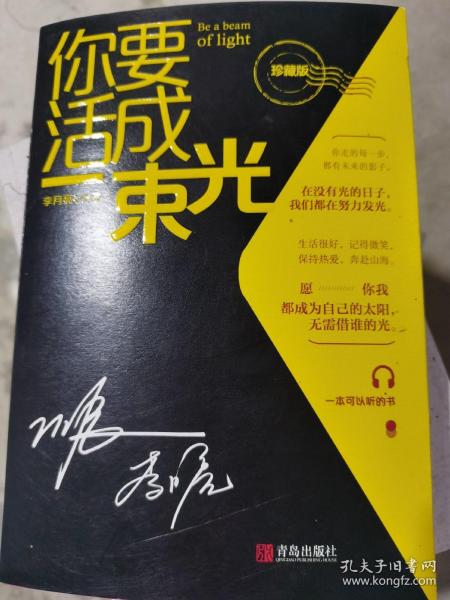 你要
活成
一束光
Be a beam
of light
珍藏版
李月亮
你走的每一步，
都有未来的影子。
在没有光的日子，
我们都在努力发光。
生活很好，记得微笑，
保持热爱，奔赴山海。
愿 你我
都成为自己的太阳，
无需借谁的光。
一本可以听的书
青岛出版社
QINGDAO PUBLISHING HOUSE
孔夫子旧书网
www.kongfz.com